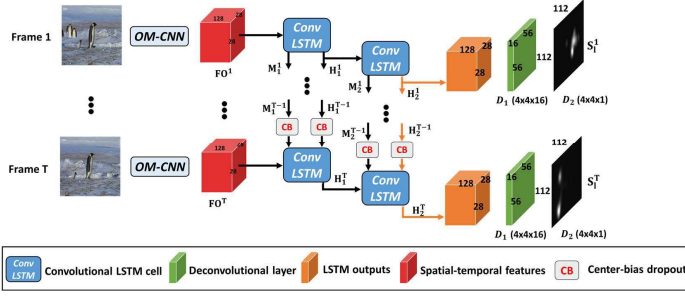 Frame 1
OM-CNN
128
28
28
FO¹
Conv
LSTM
M₁¹
H₁¹
Conv
LSTM
M₂¹
H₂¹
128
28
28
56
16
56
D₁ (4x4x16)
112
112
S_l¹
D₂ (4x4x1)
M₁ᵀ⁻¹
H₁ᵀ⁻¹
CB
CB
M₂ᵀ⁻¹
H₂ᵀ⁻¹
CB
CB
Frame T
OM-CNN
128
28
28
FOᵀ
Conv
LSTM
H₁ᵀ
Conv
LSTM
H₂ᵀ
128
28
28
56
16
56
D₁ (4x4x16)
112
112
S_lᵀ
D₂ (4x4x1)
Conv
LSTM
Convolutional LSTM cell
Deconvolutional layer
LSTM outputs
Spatial-temporal features
CB
Center-bias dropout